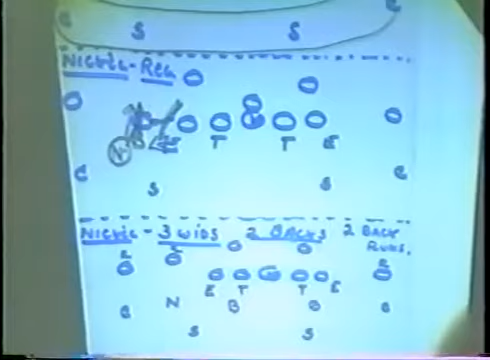 C S S C
NICKLE-REG
N E T T E
C S S C
NICKLE - 3 WIDS 2 BACKS 2 BACK
RUNS.
E T T E
N B B
C C
S S